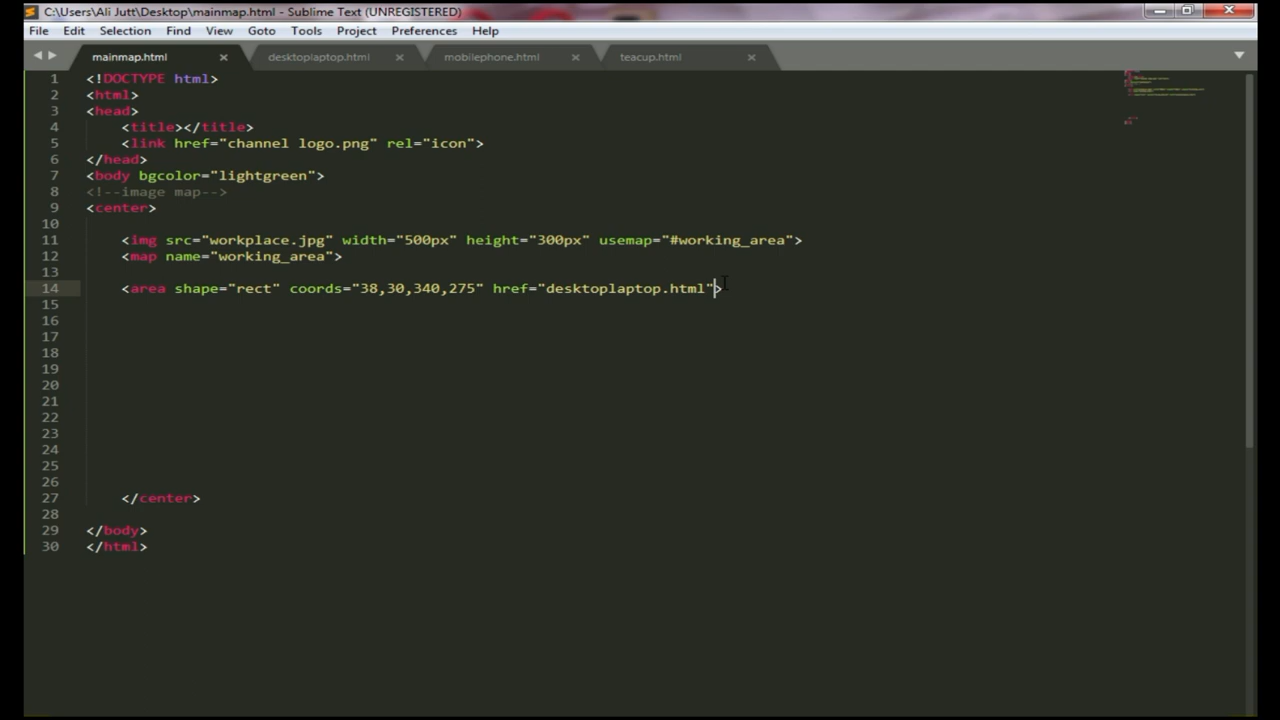 C:\Users\Ali Jutt\Desktop\mainmap.html - Sublime Text (UNREGISTERED)
File Edit Selection Find View Goto Tools Project Preferences Help
mainmap.html desktoplaptop.html mobilephone.html teacup.html
1 <!DOCTYPE html>
2 <html>
3 <head>
4 <title></title>
5 <link href="channel logo.png" rel="icon">
6 </head>
7 <body bgcolor="lightgreen">
8 <!--image map-->
9 <center>
10
11 <img src="workplace.jpg" width="500px" height="300px" usemap="#working_area">
12 <map name="working_area">
13
14 <area shape="rect" coords="38,30,340,275" href="desktoplaptop.html">
15
16
17
18
19
20
21
22
23
24
25
26
27 </center>
28
29 </body>
30 </html>